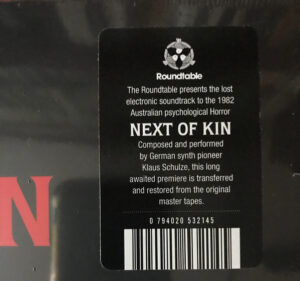 Roundtable
The Roundtable presents the lost
electronic soundtrack to the 1982
Australian psychological Horror
NEXT OF KIN
Composed and performed
by German synth pioneer
Klaus Schulze, this long
awaited premiere is transferred
and restored from the original
master tapes.
0 794020 532145
N